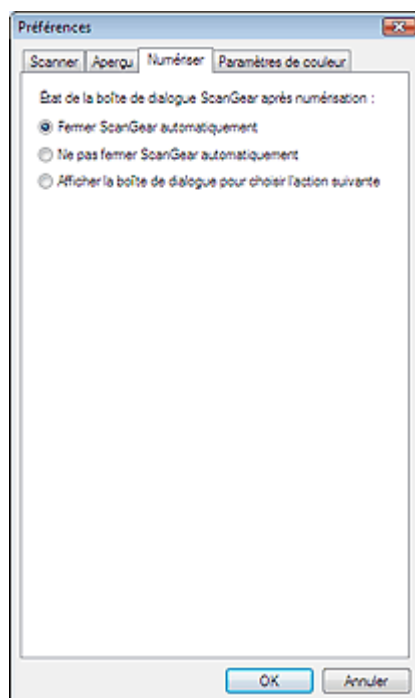 Préférences
Scanner Aperçu Numériser Paramètres de couleur
État de la boîte de dialogue ScanGear après numérisation :
Fermer ScanGear automatiquement
Ne pas fermer ScanGear automatiquement
Afficher la boîte de dialogue pour choisir l'action suivante
OK Annuler